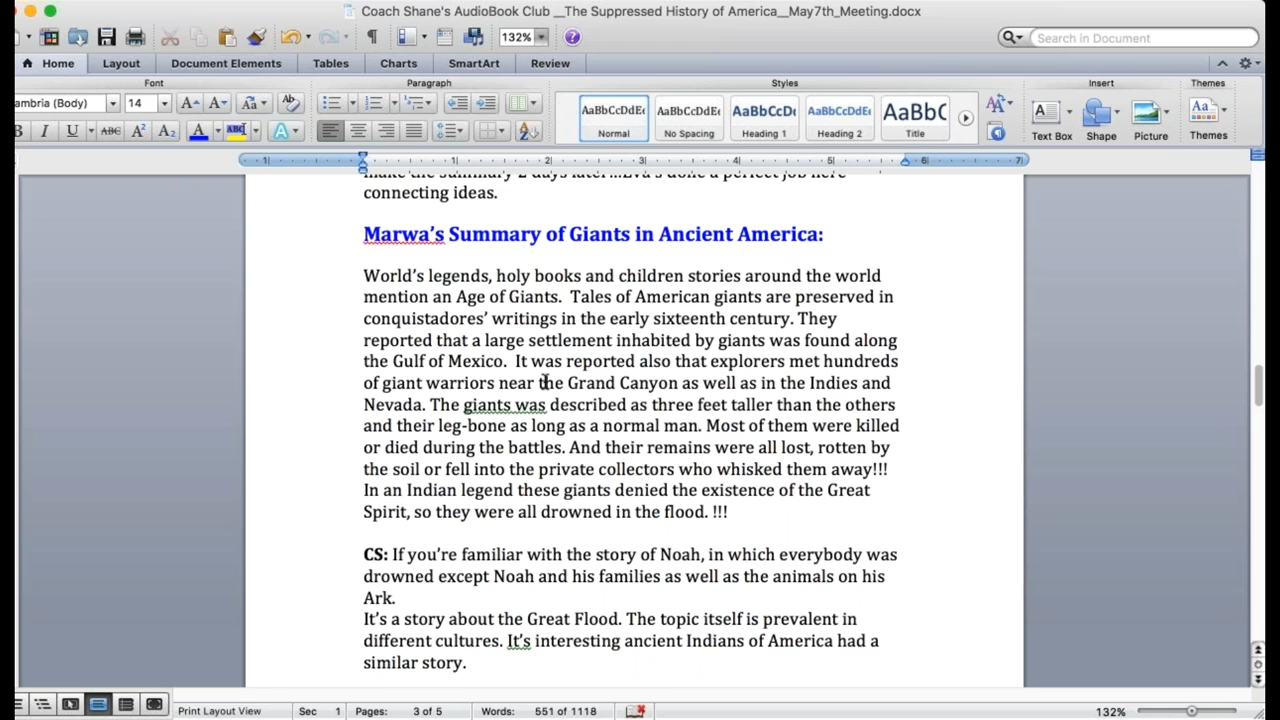 Coach Shane's AudioBook Club __The Suppressed History of America__May7th_Meeting.docx
132%
Search in Document
Home Layout Document Elements Tables Charts SmartArt Review
Font Paragraph Styles Insert Themes
ambria (Body) 14
AaBbCcDdEe AaBbCcDdEe AaBbCcDc AaBbCcDdEe AaBbC
Normal No Spacing Heading 1 Heading 2 Title Text Box Shape Picture Themes
1 1 2 3 4 5 6 7
connecting ideas.
Marwa's Summary of Giants in Ancient America:
World's legends, holy books and children stories around the world
mention an Age of Giants. Tales of American giants are preserved in
conquistadores' writings in the early sixteenth century. They
reported that a large settlement inhabited by giants was found along
the Gulf of Mexico. It was reported also that explorers met hundreds
of giant warriors near the Grand Canyon as well as in the Indies and
Nevada. The giants was described as three feet taller than the others
and their leg-bone as long as a normal man. Most of them were killed
or died during the battles. And their remains were all lost, rotten by
the soil or fell into the private collectors who whisked them away!!!
In an Indian legend these giants denied the existence of the Great
Spirit, so they were all drowned in the flood. !!!
CS: If you're familiar with the story of Noah, in which everybody was
drowned except Noah and his families as well as the animals on his
Ark.
It's a story about the Great Flood. The topic itself is prevalent in
different cultures. It's interesting ancient Indians of America had a
similar story.
Print Layout View Sec 1 Pages: 3 of 5 Words: 551 of 1118 132%